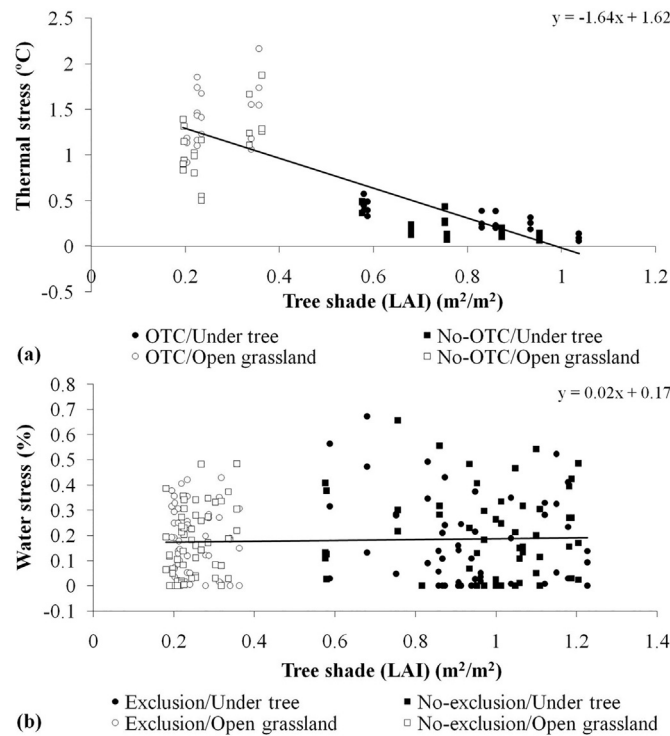 y = -1.64x + 1.62
2.5
2
1.5
1
0.5
0
-0.5
Thermal stress (ºC)
0 0.2 0.4 0.6 0.8 1 1.2
Tree shade (LAI) (m²/m²)
● OTC/Under tree ■ No-OTC/Under tree
(a) ○ OTC/Open grassland □ No-OTC/Open grassland
y = 0.02x + 0.17
0.8
0.7
0.6
0.5
0.4
0.3
0.2
0.1
0
-0.1
Water stress (%)
0 0.2 0.4 0.6 0.8 1 1.2 1.4
Tree shade (LAI) (m²/m²)
● Exclusion/Under tree ■ No-exclusion/Under tree
(b) ○ Exclusion/Open grassland □ No-exclusion/Open grassland